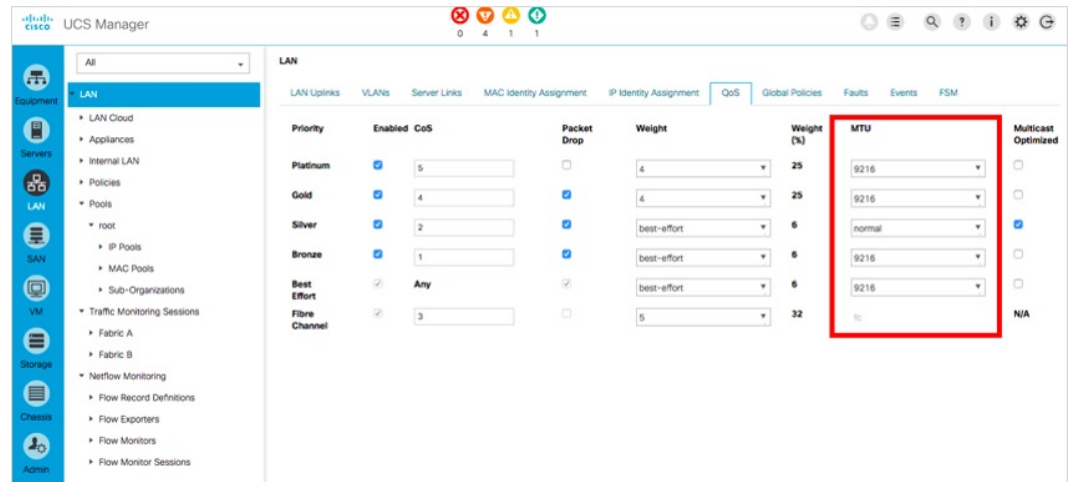 cisco UCS Manager
0 4 1 1
All
LAN
LAN Cloud
Appliances
Internal LAN
Policies
Pools
root
IP Pools
MAC Pools
Sub-Organizations
Traffic Monitoring Sessions
Fabric A
Fabric B
Netflow Monitoring
Flow Record Definitions
Flow Exporters
Flow Monitors
Flow Monitor Sessions
Equipment
Servers
LAN
SAN
VM
Storage
Chassis
Admin
LAN
LAN Uplinks VLANs Server Links MAC Identity Assignment IP Identity Assignment QoS Global Policies Faults Events FSM
Priority Enabled CoS Packet Drop Weight Weight (%) MTU Multicast Optimized
Platinum 5 4 25 9216
Gold 4 4 25 9216
Silver 2 best-effort 6 normal
Bronze 1 best-effort 6 9216
Best Effort Any best-effort 6 9216
Fibre Channel 3 5 32 fc N/A